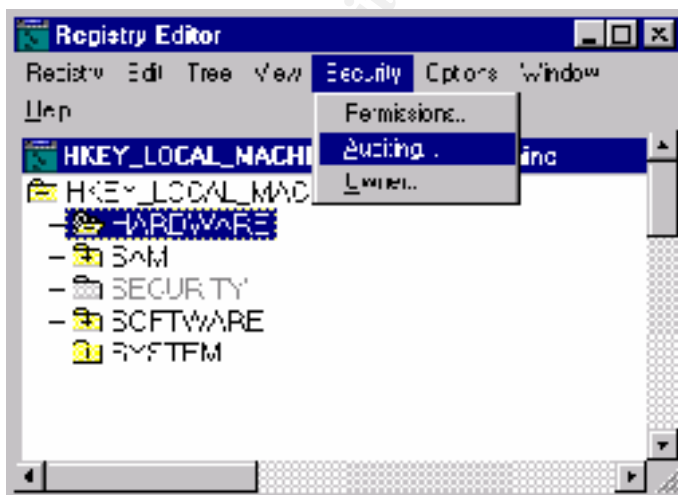 Registry Editor
Registry Edit Tree View Security Options Window
Help
Permissions...
HKEY_LOCAL_MACHI
Auditing...
ine
HKEY_LOCAL_MAC
Owner...
HARDWARE
SAM
SECURITY
SOFTWARE
SYSTEM